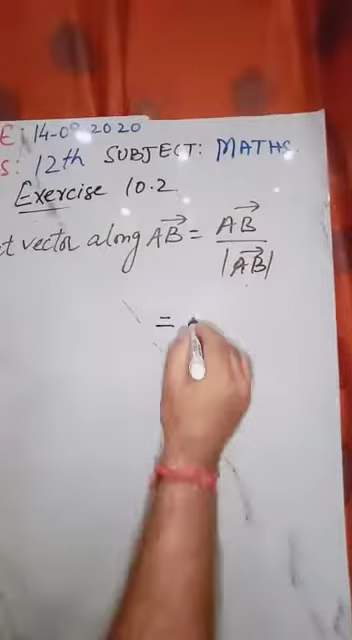 E: 14-08 2020
S: 12th SUBJECT: MATHS.
Exercise 10.2
t vector along AB⃗ = AB⃗ / |AB⃗|
=